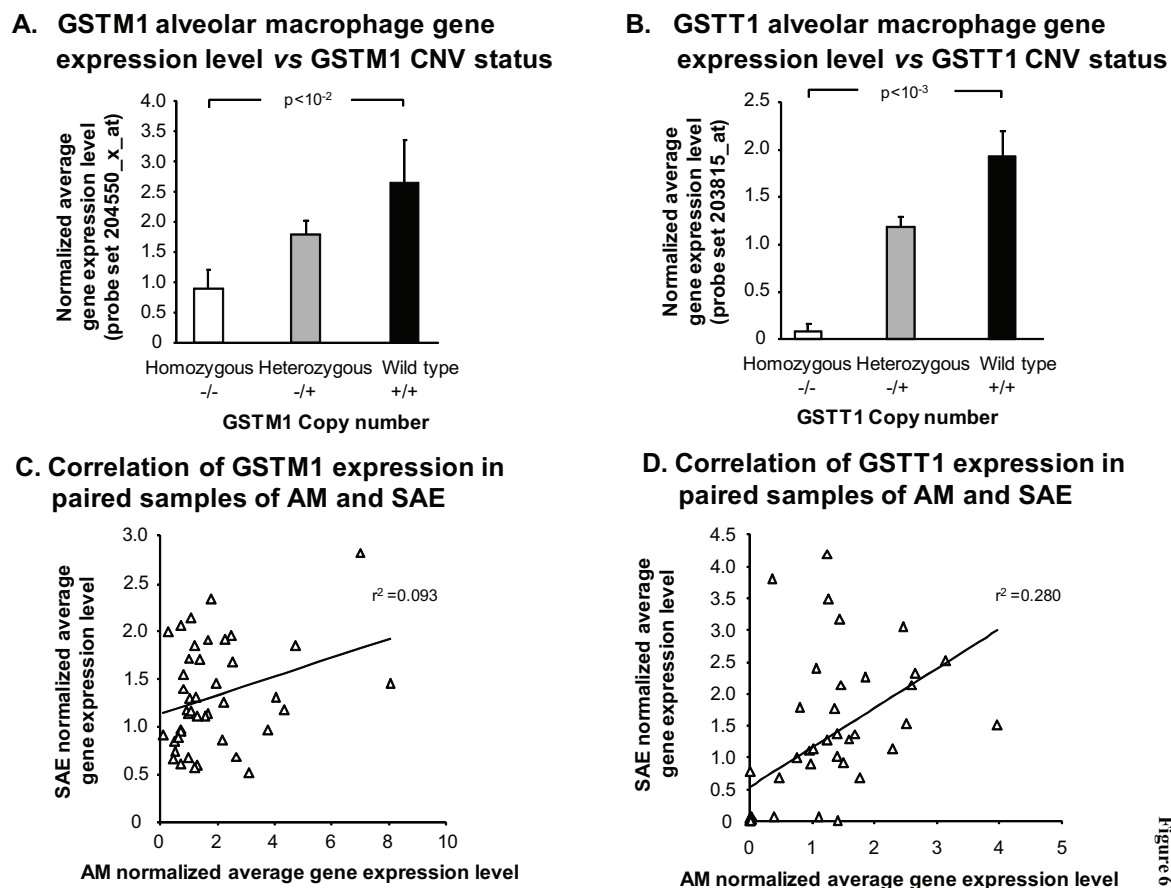 A. GSTM1 alveolar macrophage gene
expression level vs GSTM1 CNV status
Normalized average
gene expression level
(probe set 204550_x_at)
4.0
3.5
3.0
2.5
2.0
1.5
1.0
0.5
0
p<10-2
Homozygous Heterozygous Wild type
-/- -/+ +/+
GSTM1 Copy number
B. GSTT1 alveolar macrophage gene
expression level vs GSTT1 CNV status
Normalized average
gene expression level
(probe set 203815_at)
2.5
2.0
1.5
1.0
0.5
0
p<10-3
Homozygous Heterozygous Wild type
-/- -/+ +/+
GSTT1 Copy number
C. Correlation of GSTM1 expression in
paired samples of AM and SAE
SAE normalized average
gene expression level
3.0
2.5
2.0
1.5
1.0
0.5
0
r2 =0.093
0 2 4 6 8 10
AM normalized average gene expression level
D. Correlation of GSTT1 expression in
paired samples of AM and SAE
SAE normalized average
gene expression level
4.5
4.0
3.5
3.0
2.5
2.0
1.5
1.0
0.5
0
r2 =0.280
0 1 2 3 4 5
AM normalized average gene expression level
Figure 6